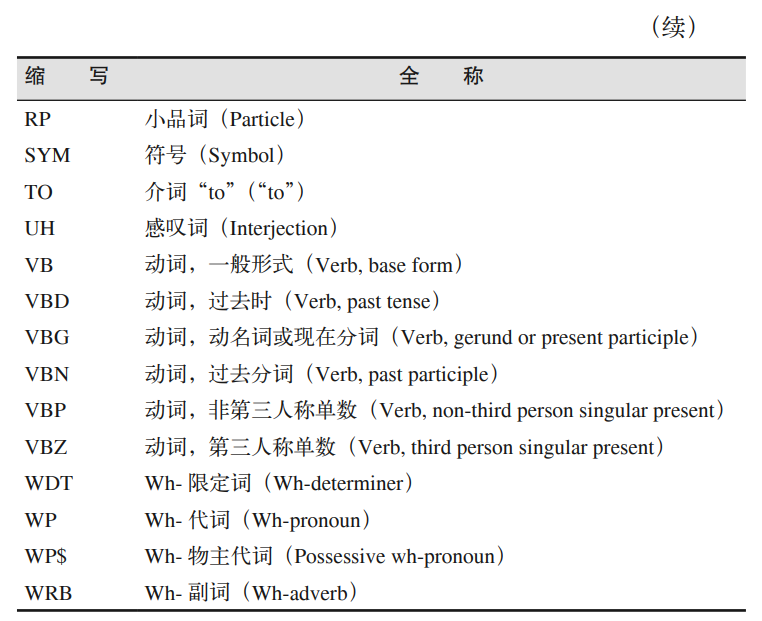 （续）
缩 写 全 称
RP 小品词（Particle）
SYM 符号（Symbol）
TO 介词“to”（“to”）
UH 感叹词（Interjection）
VB 动词，一般形式（Verb, base form）
VBD 动词，过去时（Verb, past tense）
VBG 动词，动名词或现在分词（Verb, gerund or present participle）
VBN 动词，过去分词（Verb, past participle）
VBP 动词，非第三人称单数（Verb, non-third person singular present）
VBZ 动词，第三人称单数（Verb, third person singular present）
WDT Wh- 限定词（Wh-determiner）
WP Wh- 代词（Wh-pronoun）
WP$ Wh- 物主代词（Possessive wh-pronoun）
WRB Wh- 副词（Wh-adverb）